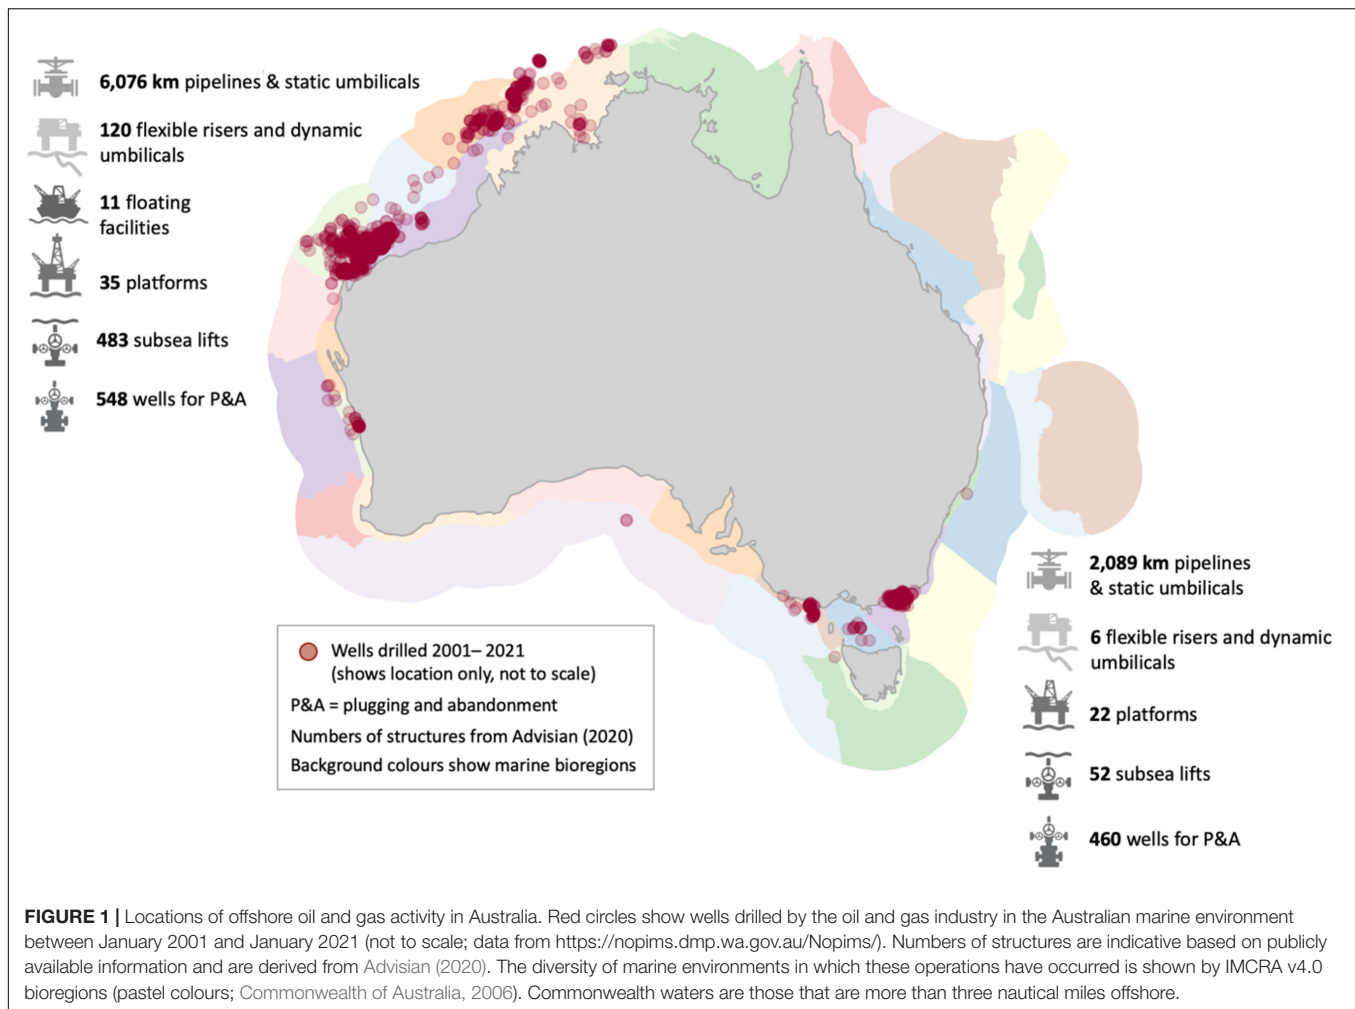 6,076 km pipelines & static umbilicals
120 flexible risers and dynamic
umbilicals
11 floating
facilities
35 platforms
483 subsea lifts
548 wells for P&A
Wells drilled 2001– 2021
(shows location only, not to scale)
P&A = plugging and abandonment
Numbers of structures from Advisian (2020)
Background colours show marine bioregions
2,089 km pipelines
& static umbilicals
6 flexible risers and dynamic
umbilicals
22 platforms
52 subsea lifts
460 wells for P&A
FIGURE 1 | Locations of offshore oil and gas activity in Australia. Red circles show wells drilled by the oil and gas industry in the Australian marine environment
between January 2001 and January 2021 (not to scale; data from https://nopims.dmp.wa.gov.au/Nopims/). Numbers of structures are indicative based on publicly
available information and are derived from Advisian (2020). The diversity of marine environments in which these operations have occurred is shown by IMCRA v4.0
bioregions (pastel colours; Commonwealth of Australia, 2006). Commonwealth waters are those that are more than three nautical miles offshore.